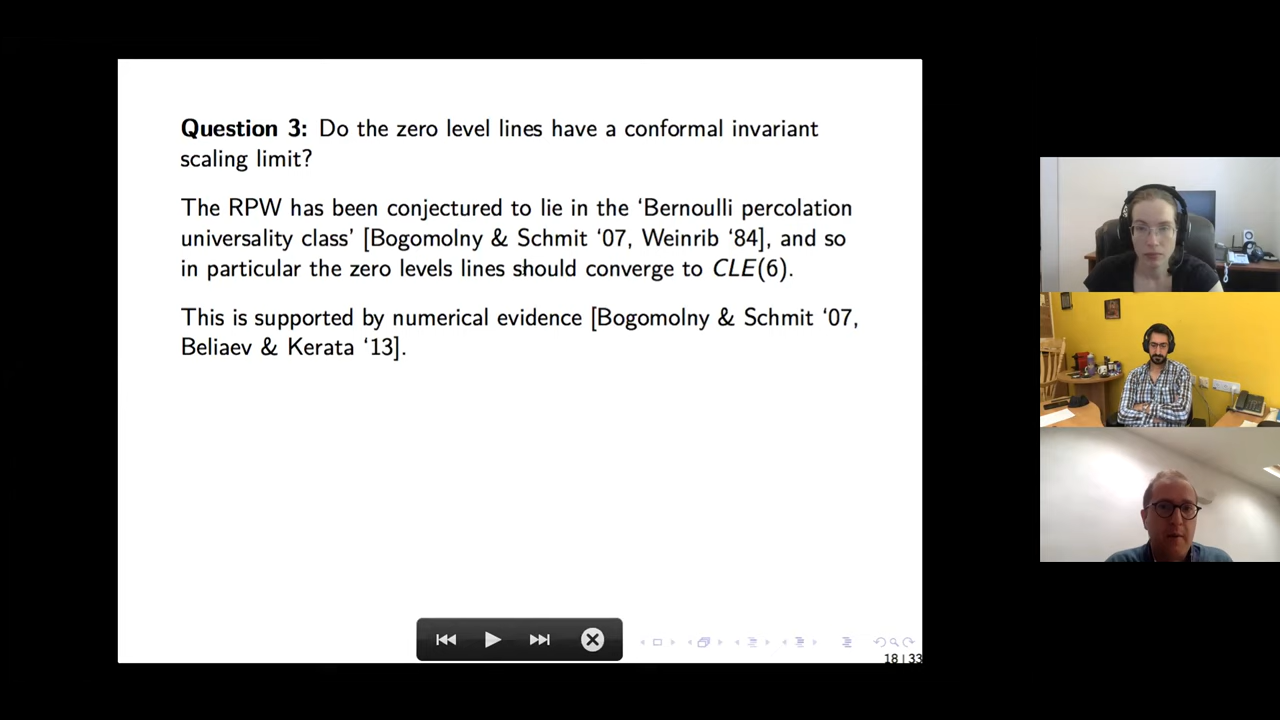 Question 3: Do the zero level lines have a conformal invariant
scaling limit?
The RPW has been conjectured to lie in the ‘Bernoulli percolation
universality class’ [Bogomolny & Schmit ‘07, Weinrib ‘84], and so
in particular the zero levels lines should converge to CLE(6).
This is supported by numerical evidence [Bogomolny & Schmit ‘07,
Beliaev & Kerata ‘13].
18 | 33